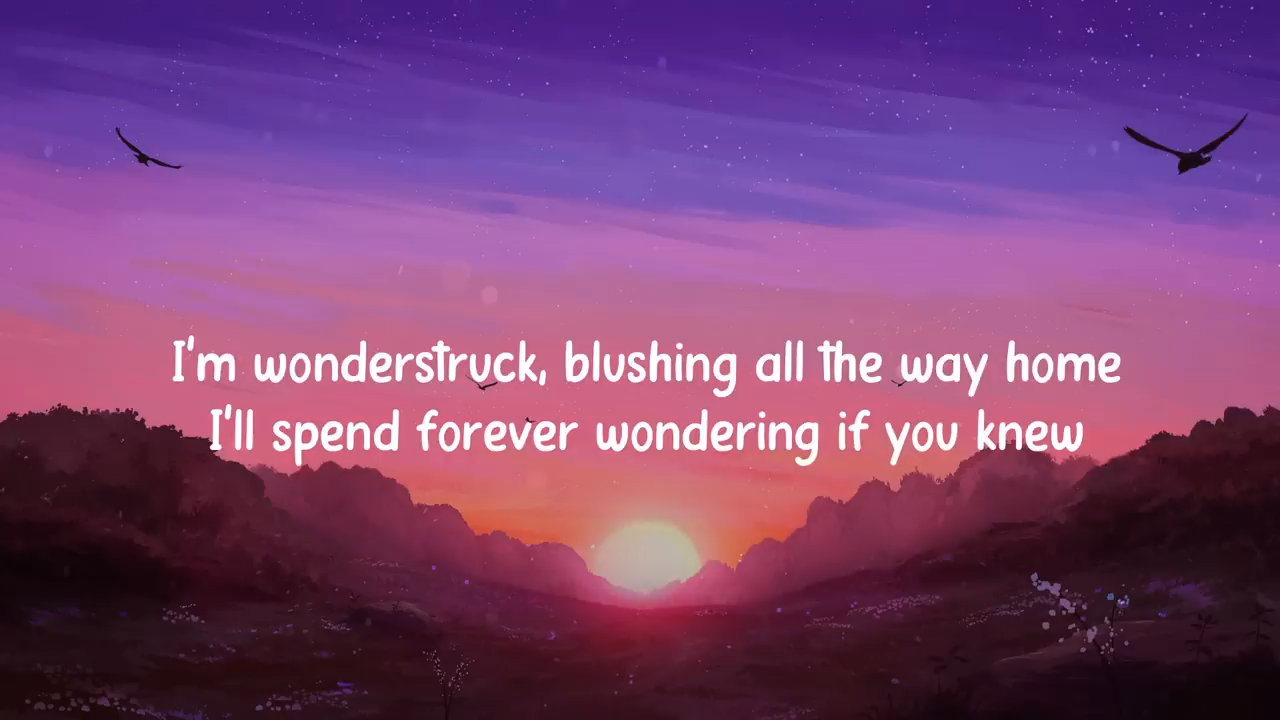 I'm wonderstruck, blushing all the way home
I'll spend forever wondering if you knew